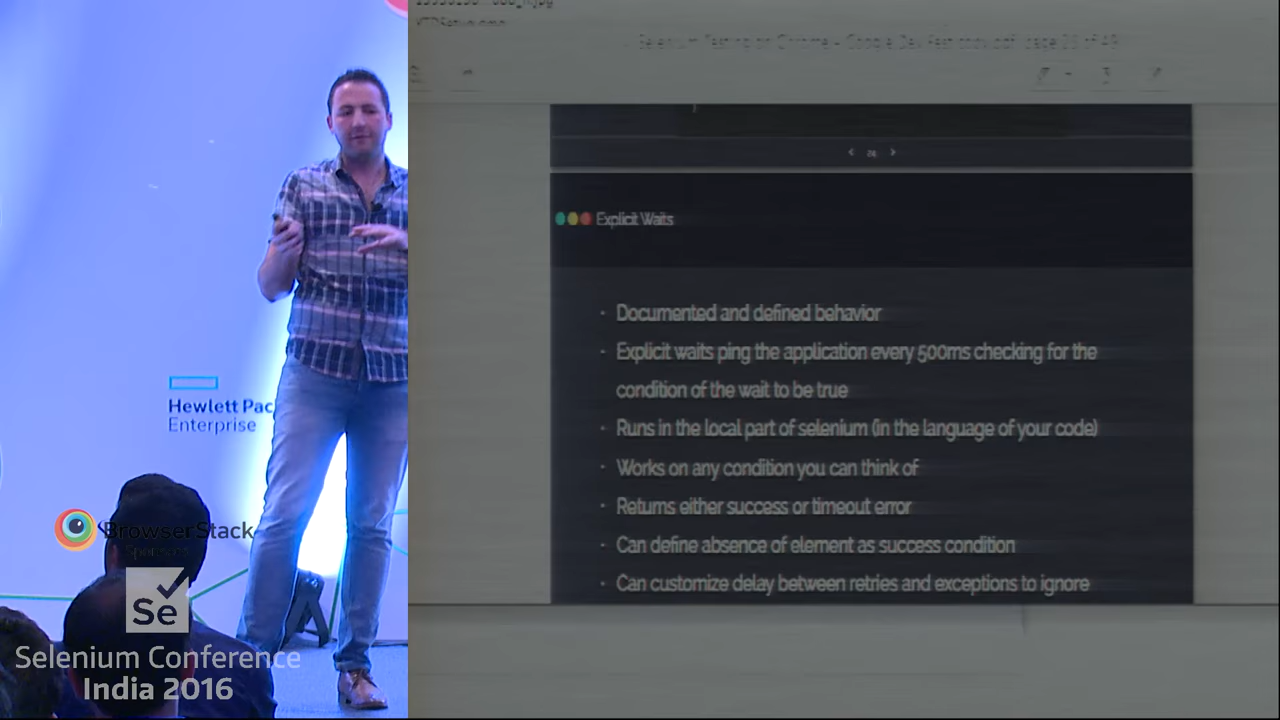 Hewlett Pac
Enterprise
BrowserStack
Se
Selenium Conference
India 2016
Explicit Waits
· Documented and defined behavior
· Explicit waits ping the application every 500ms checking for the
condition of the wait to be true
· Runs in the local part of selenium (in the language of your code)
· Works on any condition you can think of
· Returns either success or timeout error
· Can define absence of element as success condition
· Can customize delay between retries and exceptions to ignore